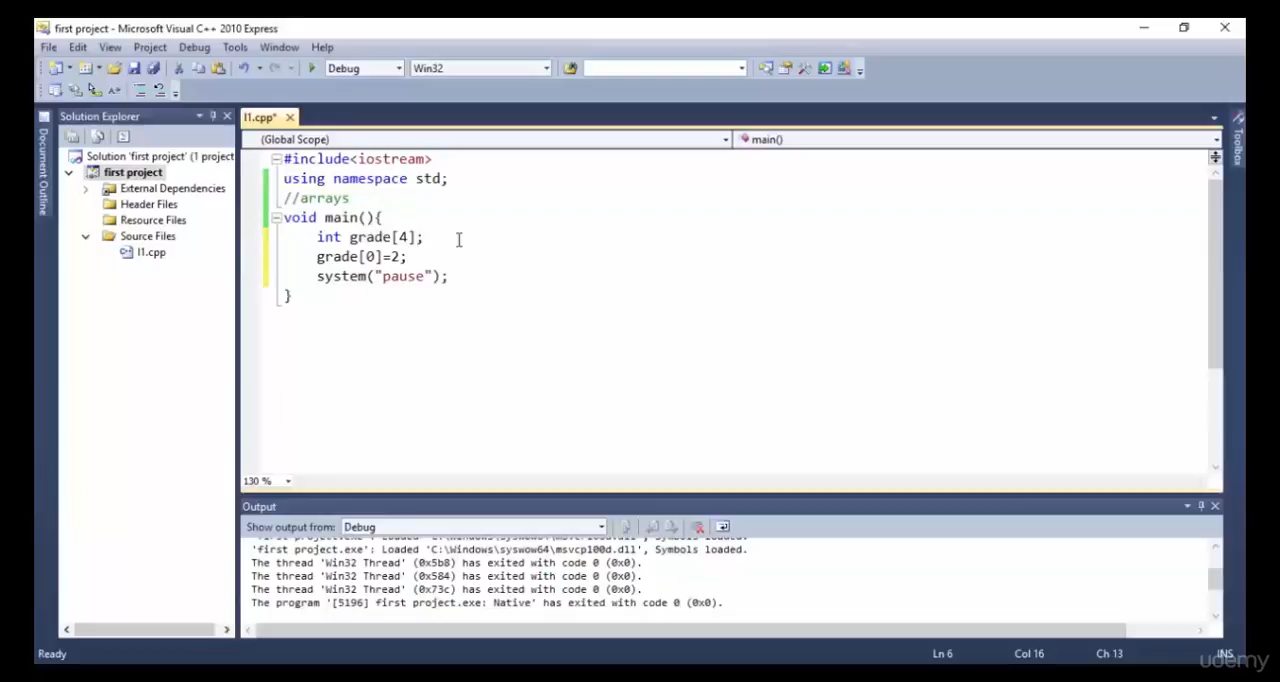 first project - Microsoft Visual C++ 2010 Express
File Edit View Project Debug Tools Window Help
Debug Win32
Solution Explorer
l1.cpp*
(Global Scope) main()
Document Outline
Toolbox
Solution 'first project' (1 project
first project
External Dependencies
Header Files
Resource Files
Source Files
l1.cpp
#include<iostream>
using namespace std;
//arrays
void main(){
int grade[4];
grade[0]=2;
system("pause");
}
130 %
Output
Show output from: Debug
'first project.exe': Loaded 'C:\Windows\syswow64\msvcp100d.dll', Symbols loaded.
The thread 'Win32 Thread' (0x5b8) has exited with code 0 (0x0).
The thread 'Win32 Thread' (0x584) has exited with code 0 (0x0).
The thread 'Win32 Thread' (0x73c) has exited with code 0 (0x0).
The program '[5196] first project.exe: Native' has exited with code 0 (0x0).
Ready Ln 6 Col 16 Ch 13 INS
udemy